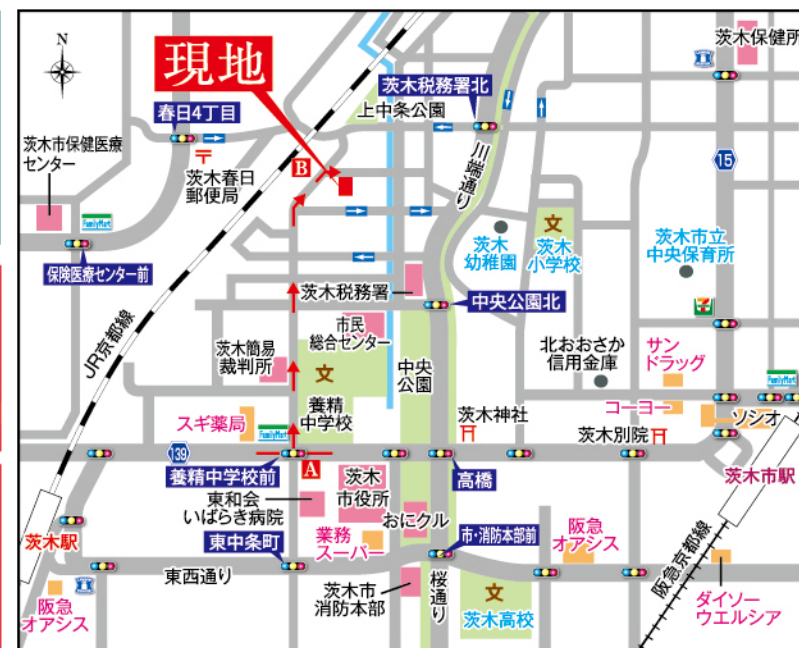 N
現地
茨木税務署北
上中条公園
茨木保健所
春日4丁目
茨木市保健医療
センター
〒
茨木春日
郵便局
B
川端通り
15
FamilyMart
保険医療センター前
文
茨木
幼稚園
茨木
小学校
茨木市立
中央保育所
茨木税務署
中央公園北
JR京都線
市民
総合センター
茨木簡易
裁判所
文
中央
公園
北おおさか
信用金庫
サン
ドラッグ
FamilyMart
養精
中学校
スギ薬局
FamilyMart
茨木神社
コーヨー
ソシオ
茨木別院
139
A
養精中学校前
高橋
茨木市駅
東和会
いばらき病院
茨木
市役所
おにクル
茨木駅
東中条町
業務
スーパー
市・消防本部前
阪急
オアシス
阪急京都線
東西通り
阪急
オアシス
茨木市
消防本部
桜通り
文
茨木高校
ダイソー
ウエルシア